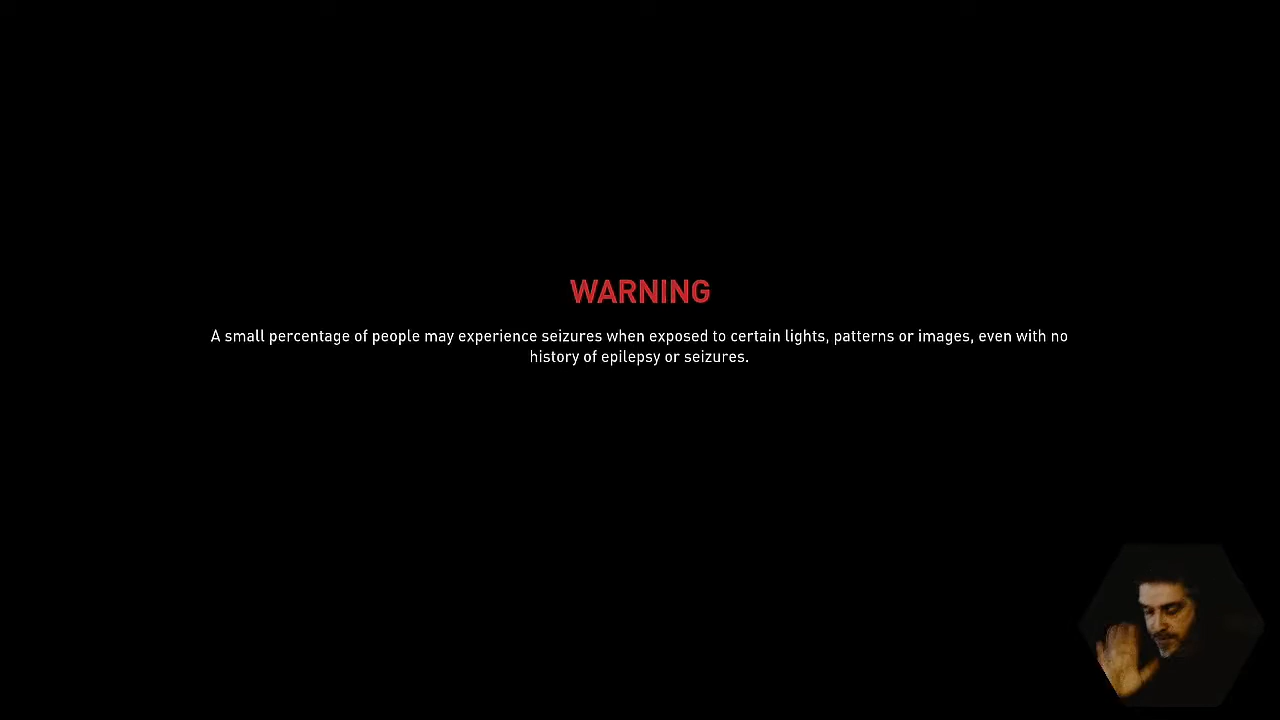 WARNING
A small percentage of people may experience seizures when exposed to certain lights, patterns or images, even with no
history of epilepsy or seizures.